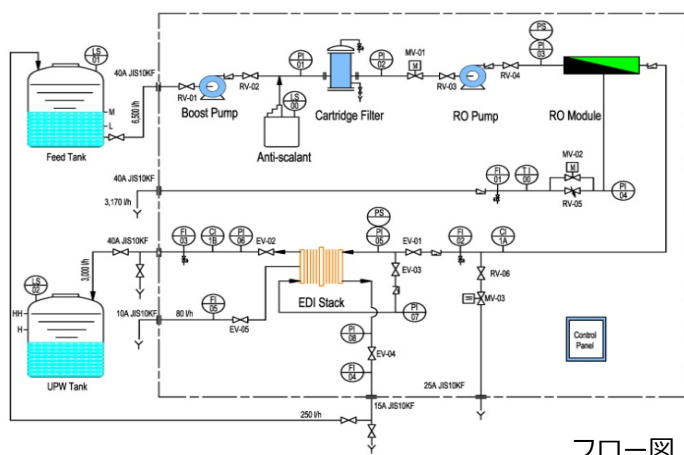 LS
01
40A JIS10KF
6,500 l/h
M
L
Feed Tank
RV-01
Boost Pump
RV-02
Anti-scalant
LS
03
PI
01
Cartridge Filter
PI
02
MV-01
M
RV-03
RO Pump
RV-04
PS
PI
03
RO Module
40A JIS10KF
3,170 l/h
FI
01
T I
00
MV-02
M
RV-05
PI
04
40A JIS10KF
3,000 l/h
FI
03
CI
1B
PI
06
EV-02
EDI Stack
PS
PI
05
EV-01
EV-03
FI
02
CI
1A
RV-06
MV-03
PI
07
LS
02
HH
H
UPW Tank
10A JIS10KF
80 l/h
FI
05
EV-05
PI
08
EV-04
FI
04
Control
Panel
15A JIS10KF
25A JIS10KF
250 l/h
フロー図